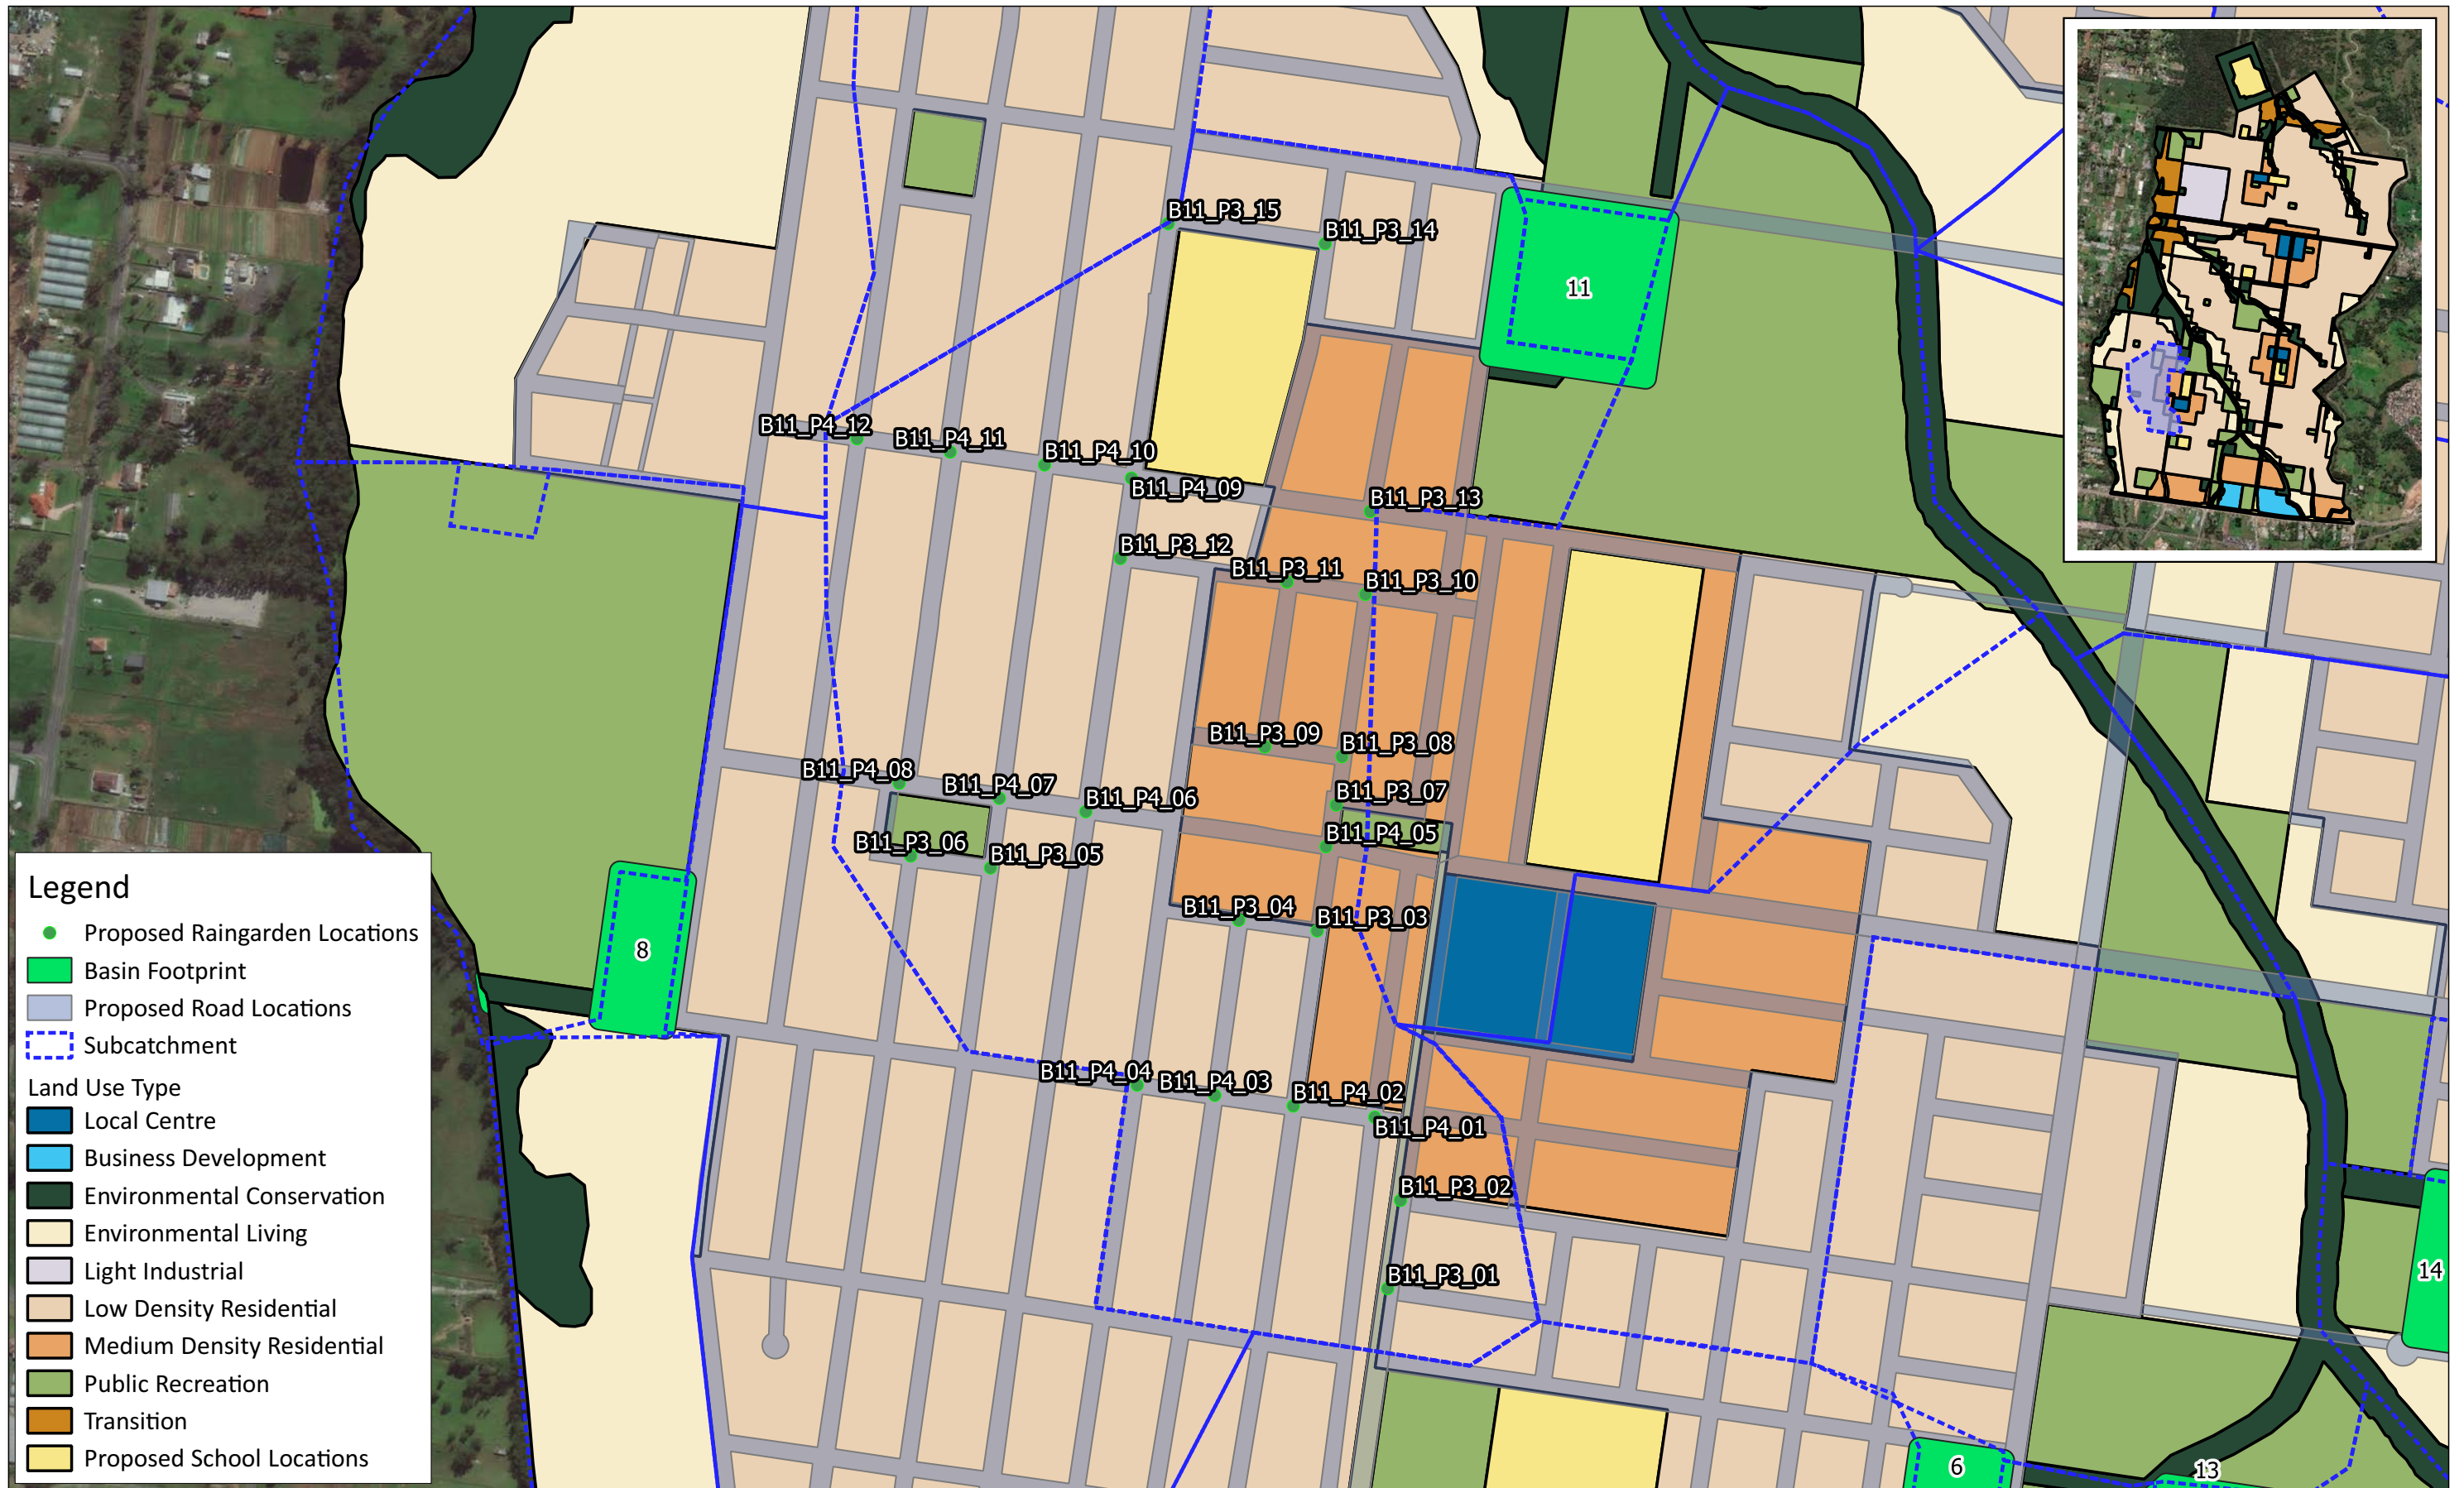 B11_P3_15
B11_P3_14
11
B11_P4_12
B11_P4_11
B11_P4_10
B11_P4_09
B11_P3_13
B11_P3_12
B11_P3_11
B11_P3_10
B11_P3_09
B11_P3_08
B11_P4_08
B11_P4_07
B11_P4_06
B11_P3_07
B11_P4_05
B11_P3_06
B11_P3_05
B11_P3_04
B11_P3_03
8
B11_P4_04
B11_P4_03
B11_P4_02
B11_P4_01
B11_P3_02
B11_P3_01
14
6
13
Legend
Proposed Raingarden Locations
Basin Footprint
Proposed Road Locations
Subcatchment
Land Use Type
Local Centre
Business Development
Environmental Conservation
Environmental Living
Light Industrial
Low Density Residential
Medium Density Residential
Public Recreation
Transition
Proposed School Locations